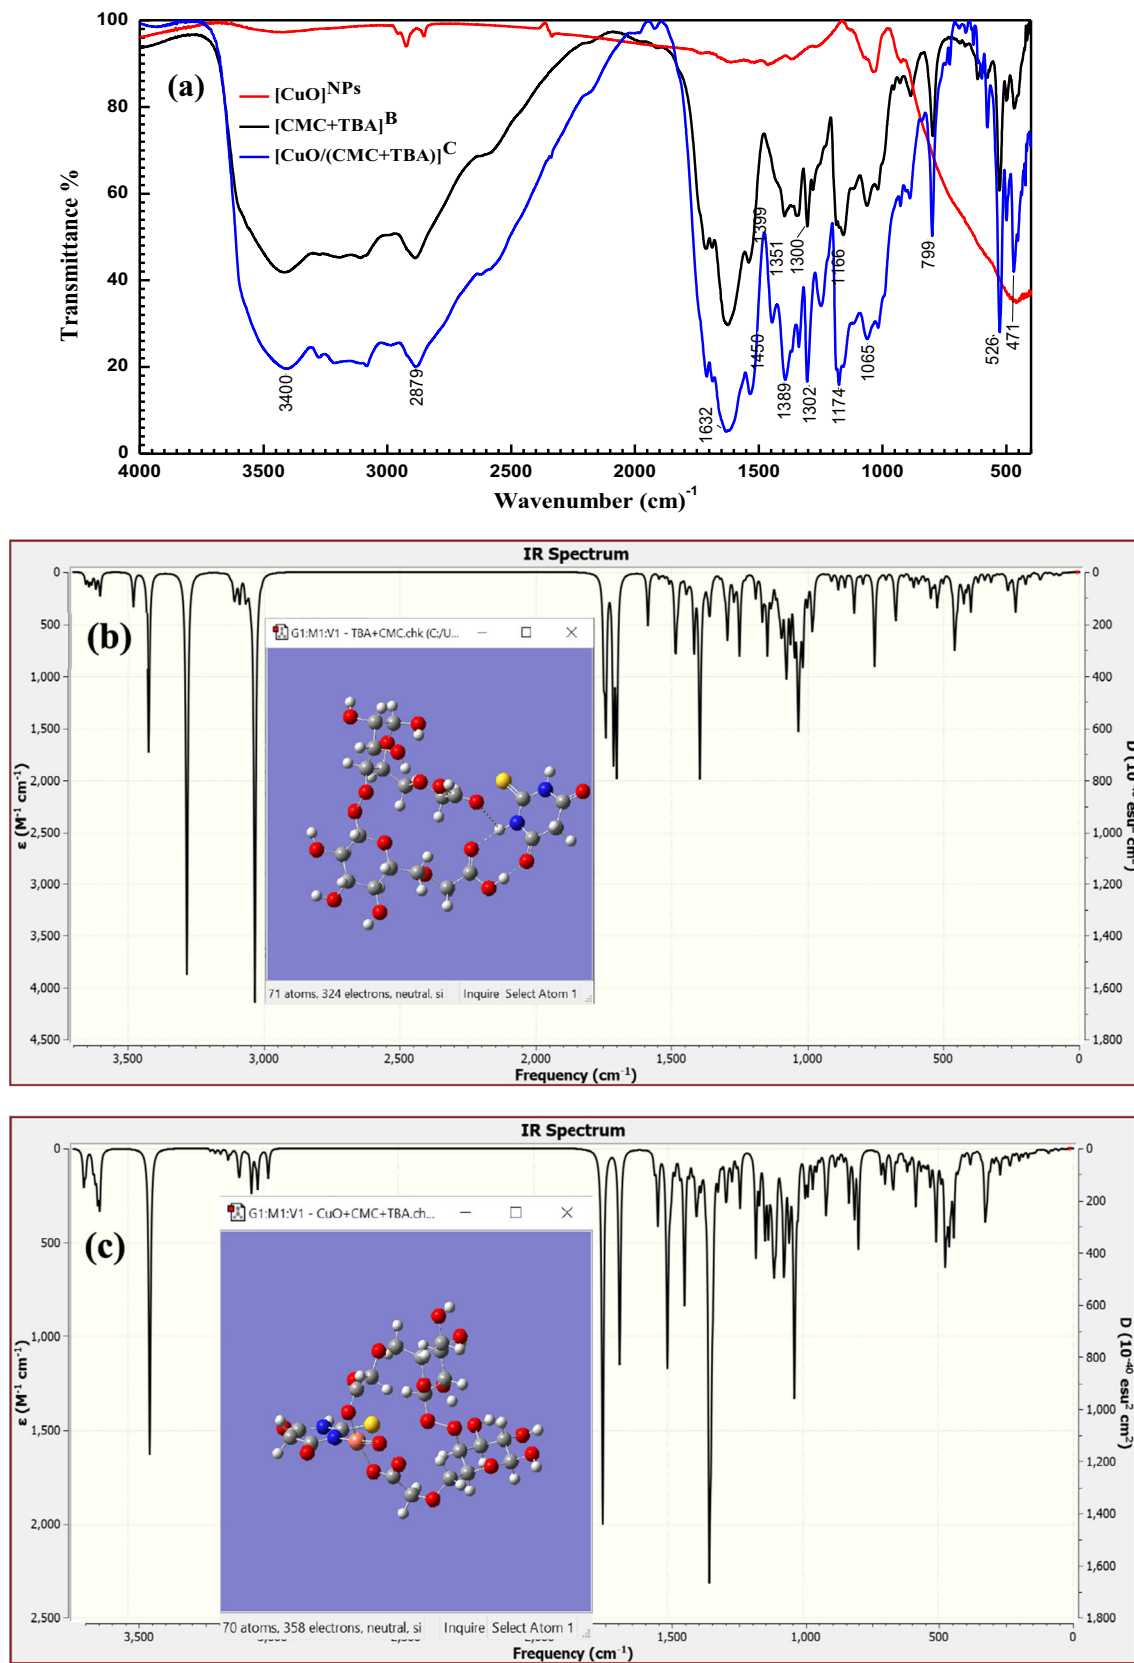 (a)
[CuO]NPs
[CMC+TBA]B
[CuO/(CMC+TBA)]C
Transmittance %
100
80
60
40
20
0
3400
2879
1632
1450
1399
1389
1351
1300
1302
1166
1174
1065
799
526
471
4000 3500 3000 2500 2000 1500 1000 500
Wavenumber (cm)-1
IR Spectrum
(b)
0
500
1,000
1,500
2,000
2,500
3,000
3,500
4,000
4,500
ε (M-1 cm-1)
G1:M1:V1 - TBA+CMC.chk (C:/U...
71 atoms, 324 electrons, neutral, si Inquire Select Atom 1
0
200
400
600
800
1,000
1,200
1,400
1,600
1,800
3,500 3,000 2,500 2,000 1,500 1,000 500 0
Frequency (cm-1)
IR Spectrum
(c)
0
500
1,000
1,500
2,000
2,500
ε (M-1 cm-1)
G1:M1:V1 - CuO+CMC+TBA.ch...
70 atoms, 358 electrons, neutral, si Inquire Select Atom 1
0
200
400
600
800
1,000
1,200
1,400
1,600
1,800
D (10-40 esu2 cm2)
3,500 1,500 1,000 500 0
Frequency (cm-1)